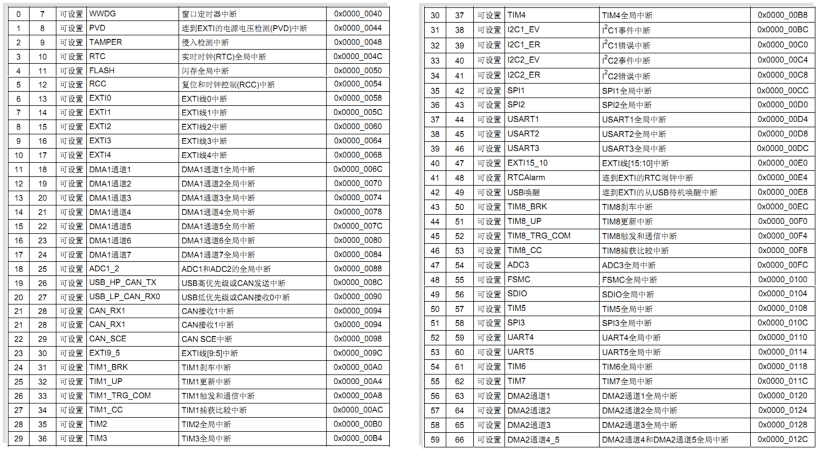 0 7 可设置 WWDG 窗口定时器中断 0x0000_0040
1 8 可设置 PVD 连到EXTI的电源电压检测(PVD)中断 0x0000_0044
2 9 可设置 TAMPER 侵入检测中断 0x0000_0048
3 10 可设置 RTC 实时时钟(RTC)全局中断 0x0000_004C
4 11 可设置 FLASH 闪存全局中断 0x0000_0050
5 12 可设置 RCC 复位和时钟控制(RCC)中断 0x0000_0054
6 13 可设置 EXTI0 EXTI线0中断 0x0000_0058
7 14 可设置 EXTI1 EXTI线1中断 0x0000_005C
8 15 可设置 EXTI2 EXTI线2中断 0x0000_0060
9 16 可设置 EXTI3 EXTI线3中断 0x0000_0064
10 17 可设置 EXTI4 EXTI线4中断 0x0000_0068
11 18 可设置 DMA1通道1 DMA1通道1全局中断 0x0000_006C
12 19 可设置 DMA1通道2 DMA1通道2全局中断 0x0000_0070
13 20 可设置 DMA1通道3 DMA1通道3全局中断 0x0000_0074
14 21 可设置 DMA1通道4 DMA1通道4全局中断 0x0000_0078
15 22 可设置 DMA1通道5 DMA1通道5全局中断 0x0000_007C
16 23 可设置 DMA1通道6 DMA1通道6全局中断 0x0000_0080
17 24 可设置 DMA1通道7 DMA1通道7全局中断 0x0000_0084
18 25 可设置 ADC1_2 ADC1和ADC2的全局中断 0x0000_0088
19 26 可设置 USB_HP_CAN_TX USB高优先级或CAN发送中断 0x0000_008C
20 27 可设置 USB_LP_CAN_RX0 USB低优先级或CAN接收0中断 0x0000_0090
21 28 可设置 CAN_RX1 CAN接收1中断 0x0000_0094
21 28 可设置 CAN_RX1 CAN接收1中断 0x0000_0094
22 29 可设置 CAN_SCE CAN SCE中断 0x0000_0098
23 30 可设置 EXTI9_5 EXTI线[9:5]中断 0x0000_009C
24 31 可设置 TIM1_BRK TIM1刹车中断 0x0000_00A0
25 32 可设置 TIM1_UP TIM1更新中断 0x0000_00A4
26 33 可设置 TIM1_TRG_COM TIM1触发和通信中断 0x0000_00A8
27 34 可设置 TIM1_CC TIM1捕获比较中断 0x0000_00AC
28 35 可设置 TIM2 TIM2全局中断 0x0000_00B0
29 36 可设置 TIM3 TIM3全局中断 0x0000_00B4
30 37 可设置 TIM4 TIM4全局中断 0x0000_00B8
31 38 可设置 I2C1_EV I²C1事件中断 0x0000_00BC
32 39 可设置 I2C1_ER I²C1错误中断 0x0000_00C0
33 40 可设置 I2C2_EV I²C2事件中断 0x0000_00C4
34 41 可设置 I2C2_ER I²C2错误中断 0x0000_00C8
35 42 可设置 SPI1 SPI1全局中断 0x0000_00CC
36 43 可设置 SPI2 SPI2全局中断 0x0000_00D0
37 44 可设置 USART1 USART1全局中断 0x0000_00D4
38 45 可设置 USART2 USART2全局中断 0x0000_00D8
39 46 可设置 USART3 USART3全局中断 0x0000_00DC
40 47 可设置 EXTI15_10 EXTI线[15:10]中断 0x0000_00E0
41 48 可设置 RTCAlarm 连到EXTI的RTC闹钟中断 0x0000_00E4
42 49 可设置 USB唤醒 连到EXTI的从USB待机唤醒中断 0x0000_00E8
43 50 可设置 TIM8_BRK TIM8刹车中断 0x0000_00EC
44 51 可设置 TIM8_UP TIM8更新中断 0x0000_00F0
45 52 可设置 TIM8_TRG_COM TIM8触发和通信中断 0x0000_00F4
46 53 可设置 TIM8_CC TIM8捕获比较中断 0x0000_00F8
47 54 可设置 ADC3 ADC3全局中断 0x0000_00FC
48 55 可设置 FSMC FSMC全局中断 0x0000_0100
49 56 可设置 SDIO SDIO全局中断 0x0000_0104
50 57 可设置 TIM5 TIM5全局中断 0x0000_0108
51 58 可设置 SPI3 SPI3全局中断 0x0000_010C
52 59 可设置 UART4 UART4全局中断 0x0000_0110
53 60 可设置 UART5 UART5全局中断 0x0000_0114
54 61 可设置 TIM6 TIM6全局中断 0x0000_0118
55 62 可设置 TIM7 TIM7全局中断 0x0000_011C
56 63 可设置 DMA2通道1 DMA2通道1全局中断 0x0000_0120
57 64 可设置 DMA2通道2 DMA2通道2全局中断 0x0000_0124
58 65 可设置 DMA2通道3 DMA2通道3全局中断 0x0000_0128
59 66 可设置 DMA2通道4_5 DMA2通道4和DMA2通道5全局中断 0x0000_012C